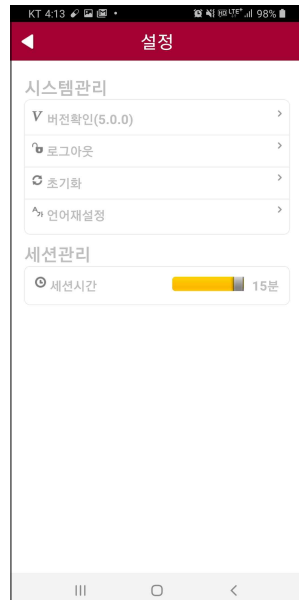 KT 4:13 98%
설정
시스템관리
V 버전확인(5.0.0)
로그아웃
초기화
언어재설정
세션관리
세션시간 15분